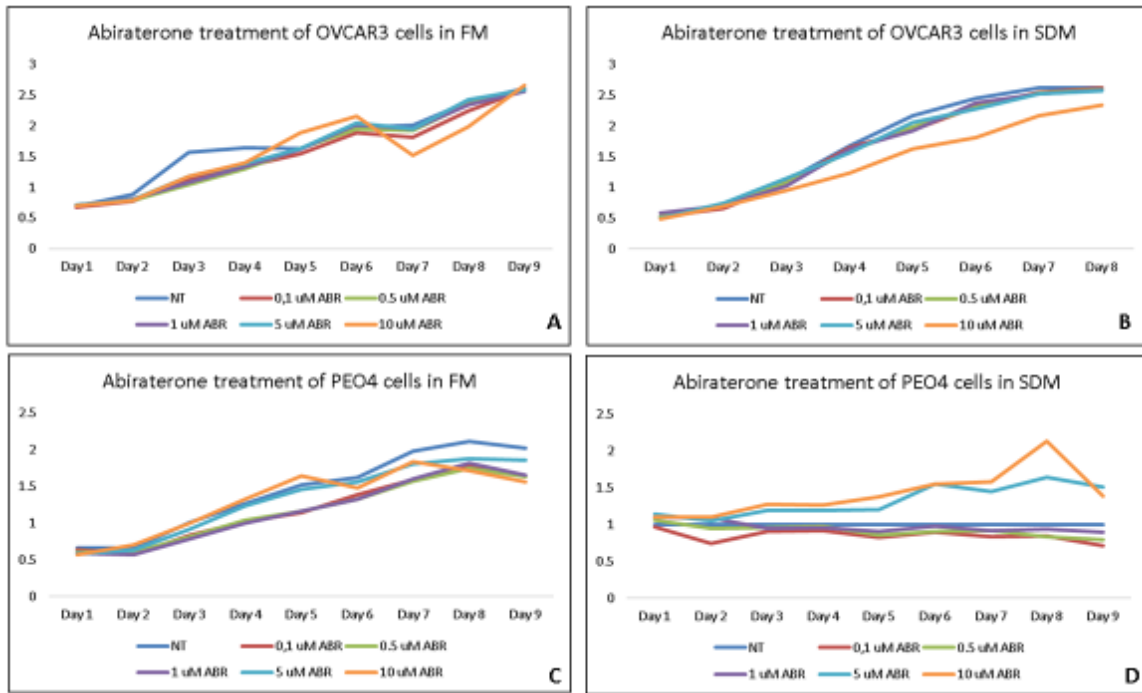 Abiraterone treatment of OVCAR3 cells in FM
3
2.5
2
1.5
1
0.5
0
Day 1 Day 2 Day 3 Day 4 Day 5 Day 6 Day 7 Day 8 Day 9
NT 0,1 uM ABR 0.5 uM ABR
1 uM ABR 5 uM ABR 10 uM ABR
A
Abiraterone treatment of OVCAR3 cells in SDM
3
2.5
2
1.5
1
0.5
0
Day 1 Day 2 Day 3 Day 4 Day 5 Day 6 Day 7 Day 8
NT 0,1 uM ABR 0.5 uM ABR
1 uM ABR 5 uM ABR 10 uM ABR
B
Abiraterone treatment of PEO4 cells in FM
2.5
2
1.5
1
0.5
0
Day 1 Day 2 Day 3 Day 4 Day 5 Day 6 Day 7 Day 8 Day 9
NT 0,1 uM ABR 0.5 uM ABR
1 uM ABR 5 uM ABR 10 uM ABR
C
Abiraterone treatment of PEO4 cells in SDM
2.5
2
1.5
1
0.5
0
Day 1 Day 2 Day 3 Day 4 Day 5 Day 6 Day 7 Day 8 Day 9
NT 0,1 uM ABR 0.5 uM ABR
1 uM ABR 5 uM ABR 10 uM ABR
D